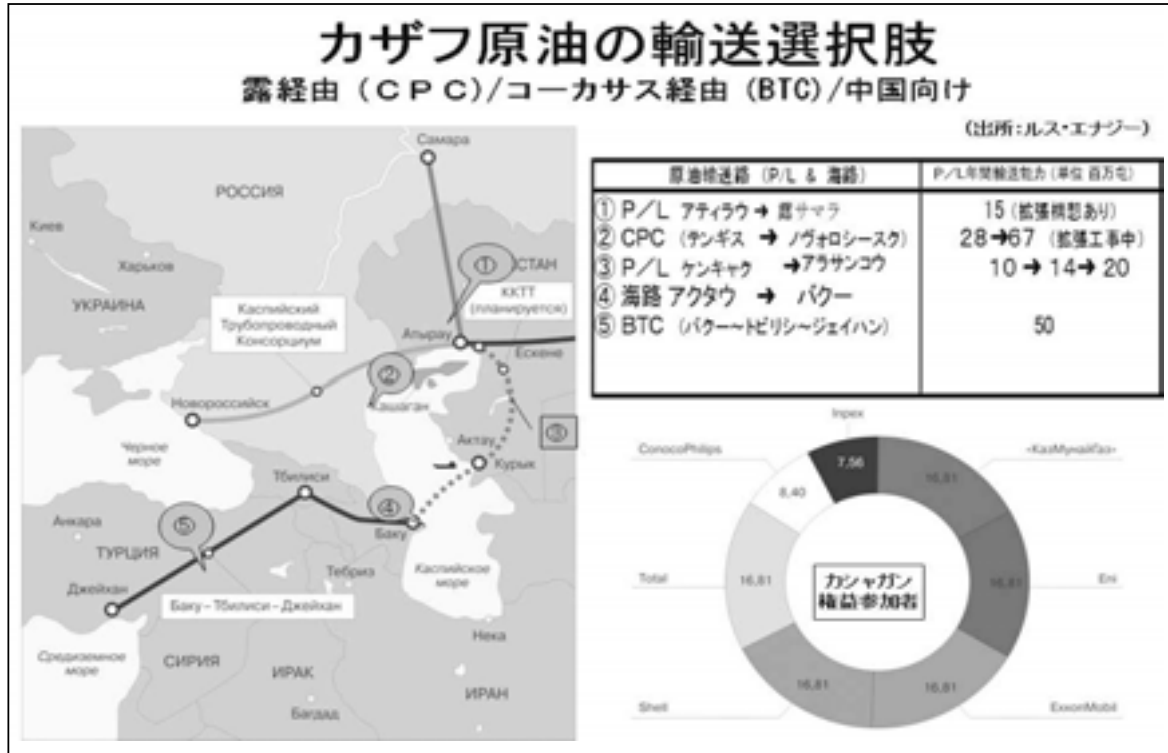 カザフ原油の輸送選択肢
露経由(CPC)/コーカサス経由(BTC)/中国向け
(出所:ルス・エナジー)
Самара
РОССИЯ
Киев
Харьков
УКРАИНА
①
СТАН
ККТТ
(планируется)
Каспийский
Трубопроводный
Консорциум
Атырау
Ескене
②
Кашаган
Новороссийск
③
Черное
море
Актау
Курык
Тбилиси
④
Баку
Анкара
⑤
ТУРЦИЯ
Тебриз
Каспийское
море
Джейхан
Баку – Тбилиси – Джейхан
Нека
Средиземное
море
СИРИЯ
ИРАК
ИРАН
Багдад
原油輸送路 (P/L & 海路) P/L年間輸送能力(単位 百万屯)
① P/L アティラウ → 露サマラ 15 (拡張構想あり)
② CPC (テンギス → ノヴォロシースク) 28→67 (拡張工事中)
③ P/L ケンキャク →アラサンコウ 10 → 14→ 20
④ 海路 アクタウ → バクー
⑤ BTC (バクー~トビリシ~ジェイハン) 50
Inpex
ConocoPhilips
«КазМунайГаз»
7,56
8,40
16,81
Total
16,81
16,81
Eni
カシャガン
権益参加者
16,81
16,81
Shell
ExxonMobil